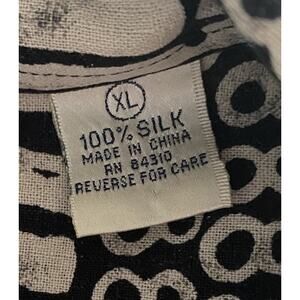 XL
100% SILK
MADE IN CHINA
RN 84310
REVERSE FOR CARE